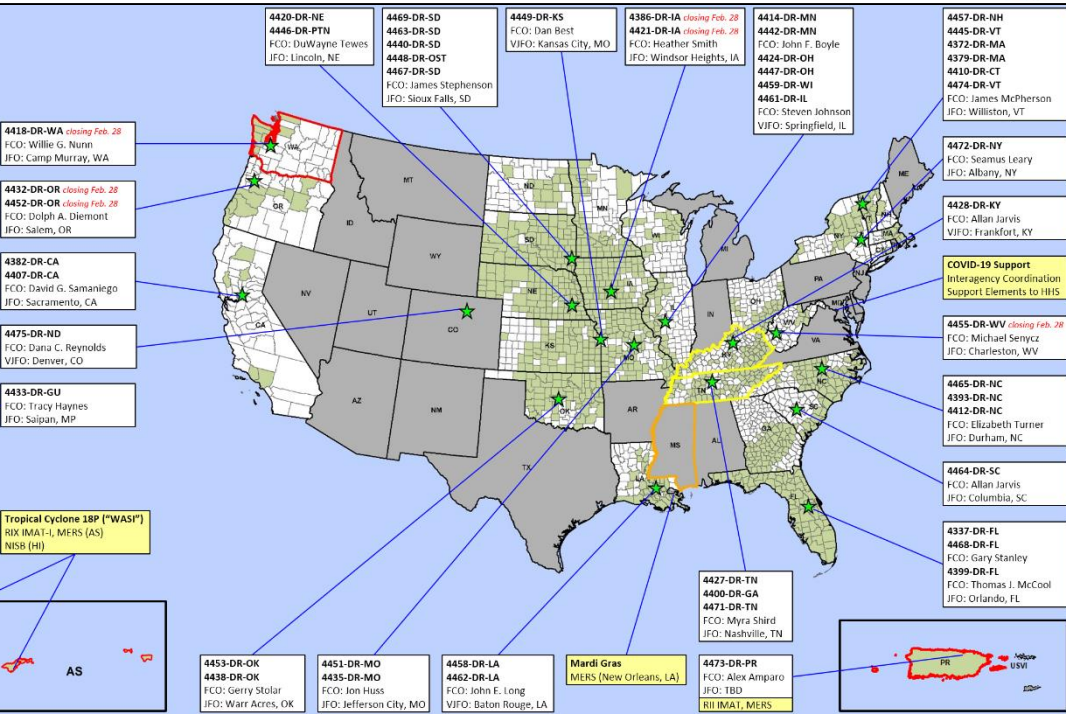 4420-DR-NE
4446-DR-PTN
FCO: DuWayne Tewes
JFO: Lincoln, NE
4469-DR-SD
4463-DR-SD
4440-DR-SD
4448-DR-OST
4467-DR-SD
FCO: James Stephenson
JFO: Sioux Falls, SD
4449-DR-KS
FCO: Dan Best
VJFO: Kansas City, MO
4386-DR-IA closing Feb. 28
4421-DR-IA closing Feb. 28
FCO: Heather Smith
JFO: Windsor Heights, IA
4414-DR-MN
4442-DR-MN
FCO: John F. Boyle
4424-DR-OH
4447-DR-OH
4459-DR-WI
4461-DR-IL
FCO: Steven Johnson
VJFO: Springfield, IL
4457-DR-NH
4445-DR-VT
4372-DR-MA
4379-DR-MA
4410-DR-CT
4474-DR-VT
FCO: James McPherson
JFO: Williston, VT
4418-DR-WA closing Feb. 28
FCO: Willie G. Nunn
JFO: Camp Murray, WA
4472-DR-NY
FCO: Seamus Leary
JFO: Albany, NY
4432-DR-OR closing Feb. 28
4452-DR-OR closing Feb. 28
FCO: Dolph A. Diemont
JFO: Salem, OR
4428-DR-KY
FCO: Allan Jarvis
VJFO: Frankfort, KY
4382-DR-CA
4407-DR-CA
FCO: David G. Samaniego
JFO: Sacramento, CA
COVID-19 Support
Interagency Coordination
Support Elements to HHS
4475-DR-ND
FCO: Dana C. Reynolds
VJFO: Denver, CO
4455-DR-WV closing Feb. 28
FCO: Michael Senycz
JFO: Charleston, WV
4433-DR-GU
FCO: Tracy Haynes
JFO: Saipan, MP
4465-DR-NC
4393-DR-NC
4412-DR-NC
FCO: Elizabeth Turner
JFO: Durham, NC
4464-DR-SC
FCO: Allan Jarvis
JFO: Columbia, SC
Tropical Cyclone 18P ("WASI")
RIX IMAT-I, MERS (AS)
NISB (HI)
4337-DR-FL
4468-DR-FL
FCO: Gary Stanley
4399-DR-FL
FCO: Thomas J. McCool
JFO: Orlando, FL
4427-DR-TN
4400-DR-GA
4471-DR-TN
FCO: Myra Shird
JFO: Nashville, TN
4453-DR-OK
4438-DR-OK
FCO: Gerry Stolar
JFO: Warr Acres, OK
4451-DR-MO
4435-DR-MO
FCO: Jon Huss
JFO: Jefferson City, MO
4458-DR-LA
4462-DR-LA
FCO: John E. Long
VJFO: Baton Rouge, LA
Mardi Gras
MERS (New Orleans, LA)
4473-DR-PR
FCO: Alex Amparo
JFO: TBD
RII IMAT, MERS
WA
MT
ND
MN
ME
OR
ID
SD
WI
MI
NY
NH
MA
WY
IA
PA
NJ
NV
UT
CO
NE
IN
OH
WV
MD
CA
KS
MO
KY
VA
AZ
NM
OK
AR
TN
NC
SC
TX
LA
MS
AL
GA
FL
AS
PR
USVI